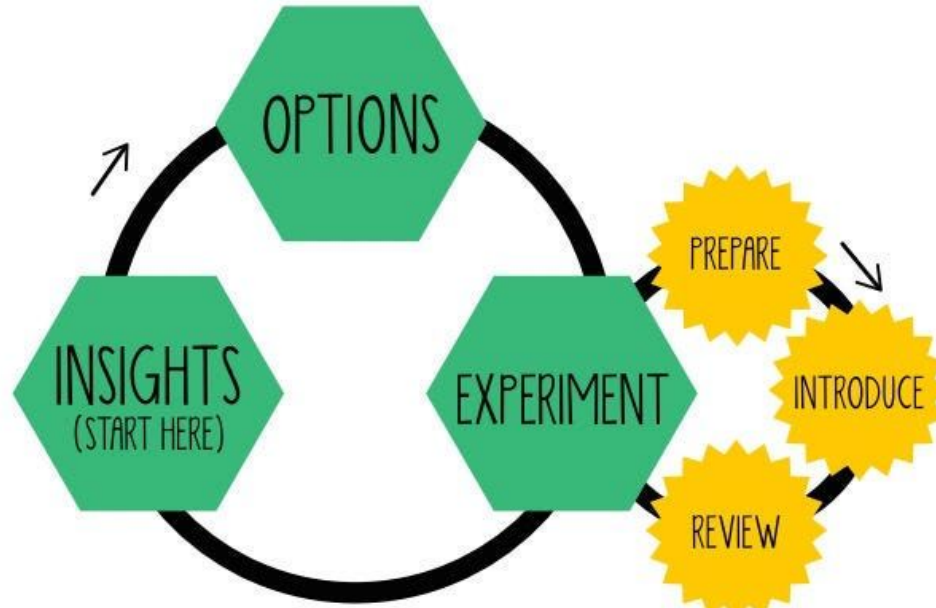 OPTIONS
INSIGHTS
(START HERE)
EXPERIMENT
PREPARE
INTRODUCE
REVIEW